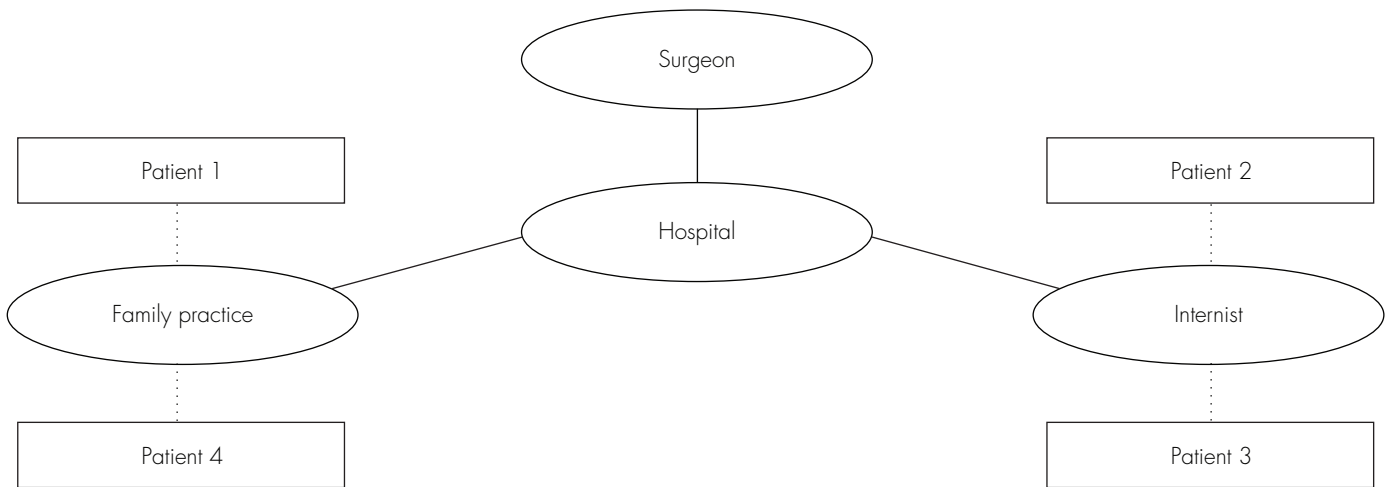 Surgeon
Patient 1
Patient 2
Hospital
Family practice
Internist
Patient 4
Patient 3